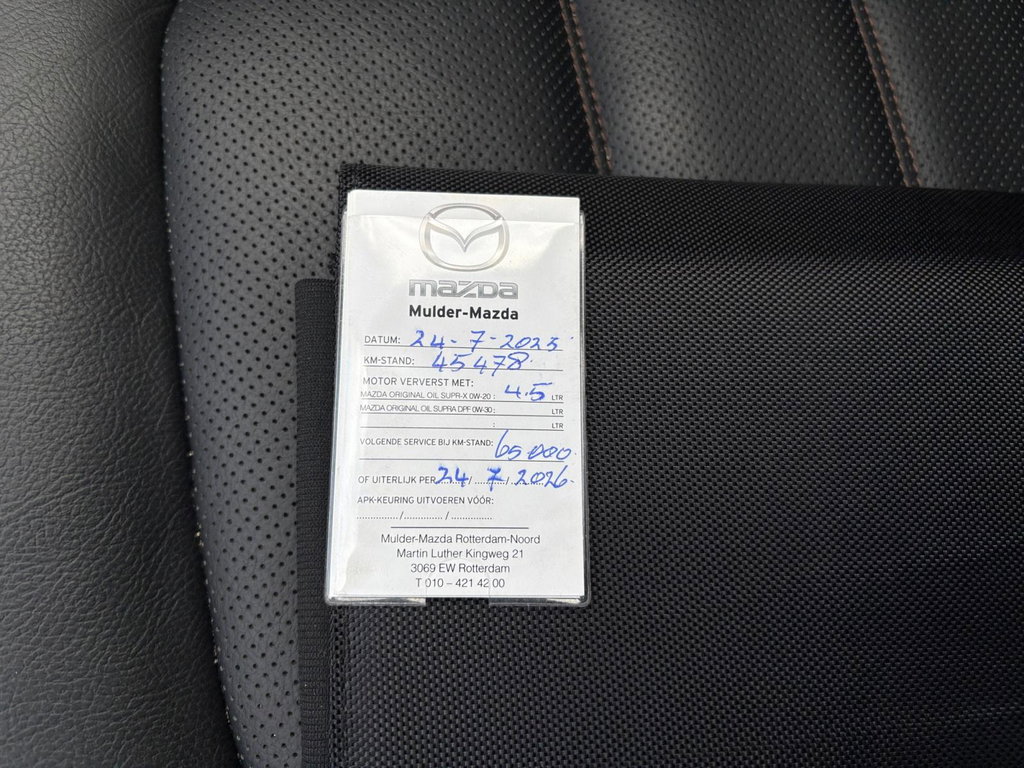 mazda
Mulder-Mazda
DATUM: 24-7-2025
KM-STAND: 45478
MOTOR VERVERST MET:
MAZDA ORIGINAL OIL SUPR-X 0W-20 : 4.5 LTR
MAZDA ORIGINAL OIL SUPRA DPF 0W-30 : LTR
: LTR
VOLGENDE SERVICE BIJ KM-STAND: 65000
OF UITERLIJK PER 24 / 7 / 2026
APK-KEURING UITVOEREN VÓÓR:
............... / .............. / ...............
Mulder-Mazda Rotterdam-Noord
Martin Luther Kingweg 21
3069 EW Rotterdam
T 010 – 421 42 00